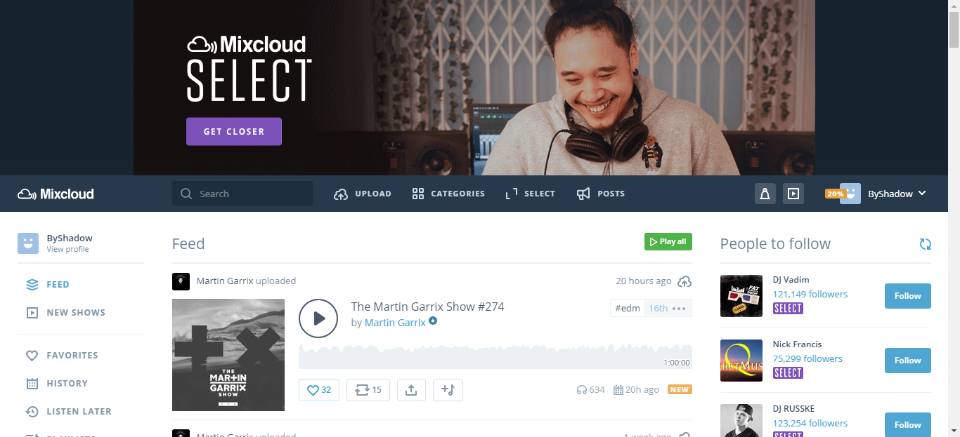 Mixcloud
SELECT
GET CLOSER
Mixcloud
Search
UPLOAD
CATEGORIES
SELECT
POSTS
20%
ByShadow
ByShadow
View profile
FEED
NEW SHOWS
FAVORITES
HISTORY
LISTEN LATER
Feed
Play all
Martin Garrix uploaded
20 hours ago
THE
MARTIN
GARRIX
SHOW
The Martin Garrix Show #274
by Martin Garrix
#edm
16th
1:00:00
32
15
634
20h ago
NEW
Martin Garrix uploaded
1 week ago
People to follow
DJ Vadim
121,149 followers
SELECT
Follow
Nick Francis
75,299 followers
SELECT
Follow
DJ RUSSKE
123,254 followers
SELECT
Follow